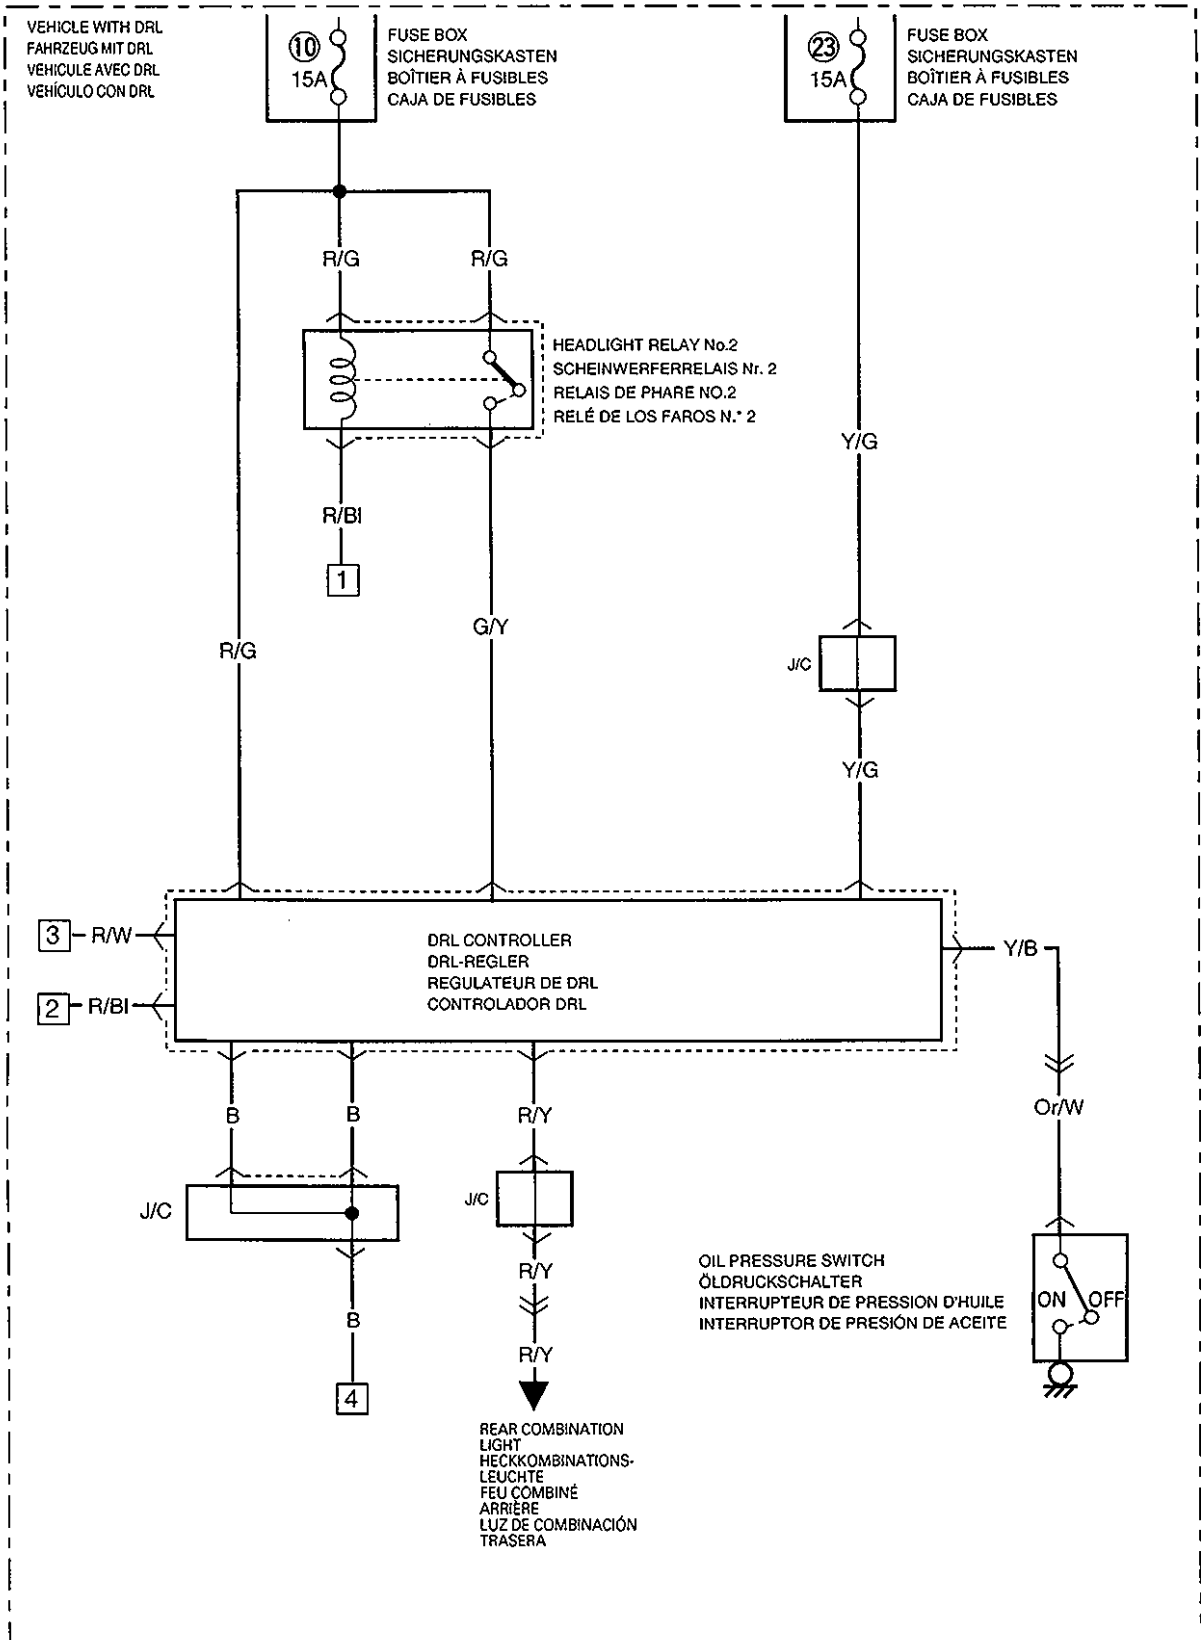 VEHICLE WITH DRL
FAHRZEUG MIT DRL
VEHICULE AVEC DRL
VEHÍCULO CON DRL
10
15A
FUSE BOX
SICHERUNGSKASTEN
BOÎTIER À FUSIBLES
CAJA DE FUSIBLES
23
15A
FUSE BOX
SICHERUNGSKASTEN
BOÎTIER À FUSIBLES
CAJA DE FUSIBLES
R/G
R/G
HEADLIGHT RELAY No.2
SCHEINWERFERRELAIS Nr. 2
RELAIS DE PHARE NO.2
RELÉ DE LOS FAROS N.° 2
Y/G
R/Bl
1
G/Y
R/G
J/C
Y/G
3
R/W
2
R/Bl
DRL CONTROLLER
DRL-REGLER
REGULATEUR DE DRL
CONTROLADOR DRL
Y/B
B
B
R/Y
Or/W
J/C
J/C
R/Y
B
R/Y
4
OIL PRESSURE SWITCH
ÖLDRUCKSCHALTER
INTERRUPTEUR DE PRESSION D'HUILE
INTERRUPTOR DE PRESIÓN DE ACEITE
ON
OFF
REAR COMBINATION
LIGHT
HECKKOMBINATIONS-
LEUCHTE
FEU COMBINÉ
ARRIÈRE
LUZ DE COMBINACIÓN
TRASERA